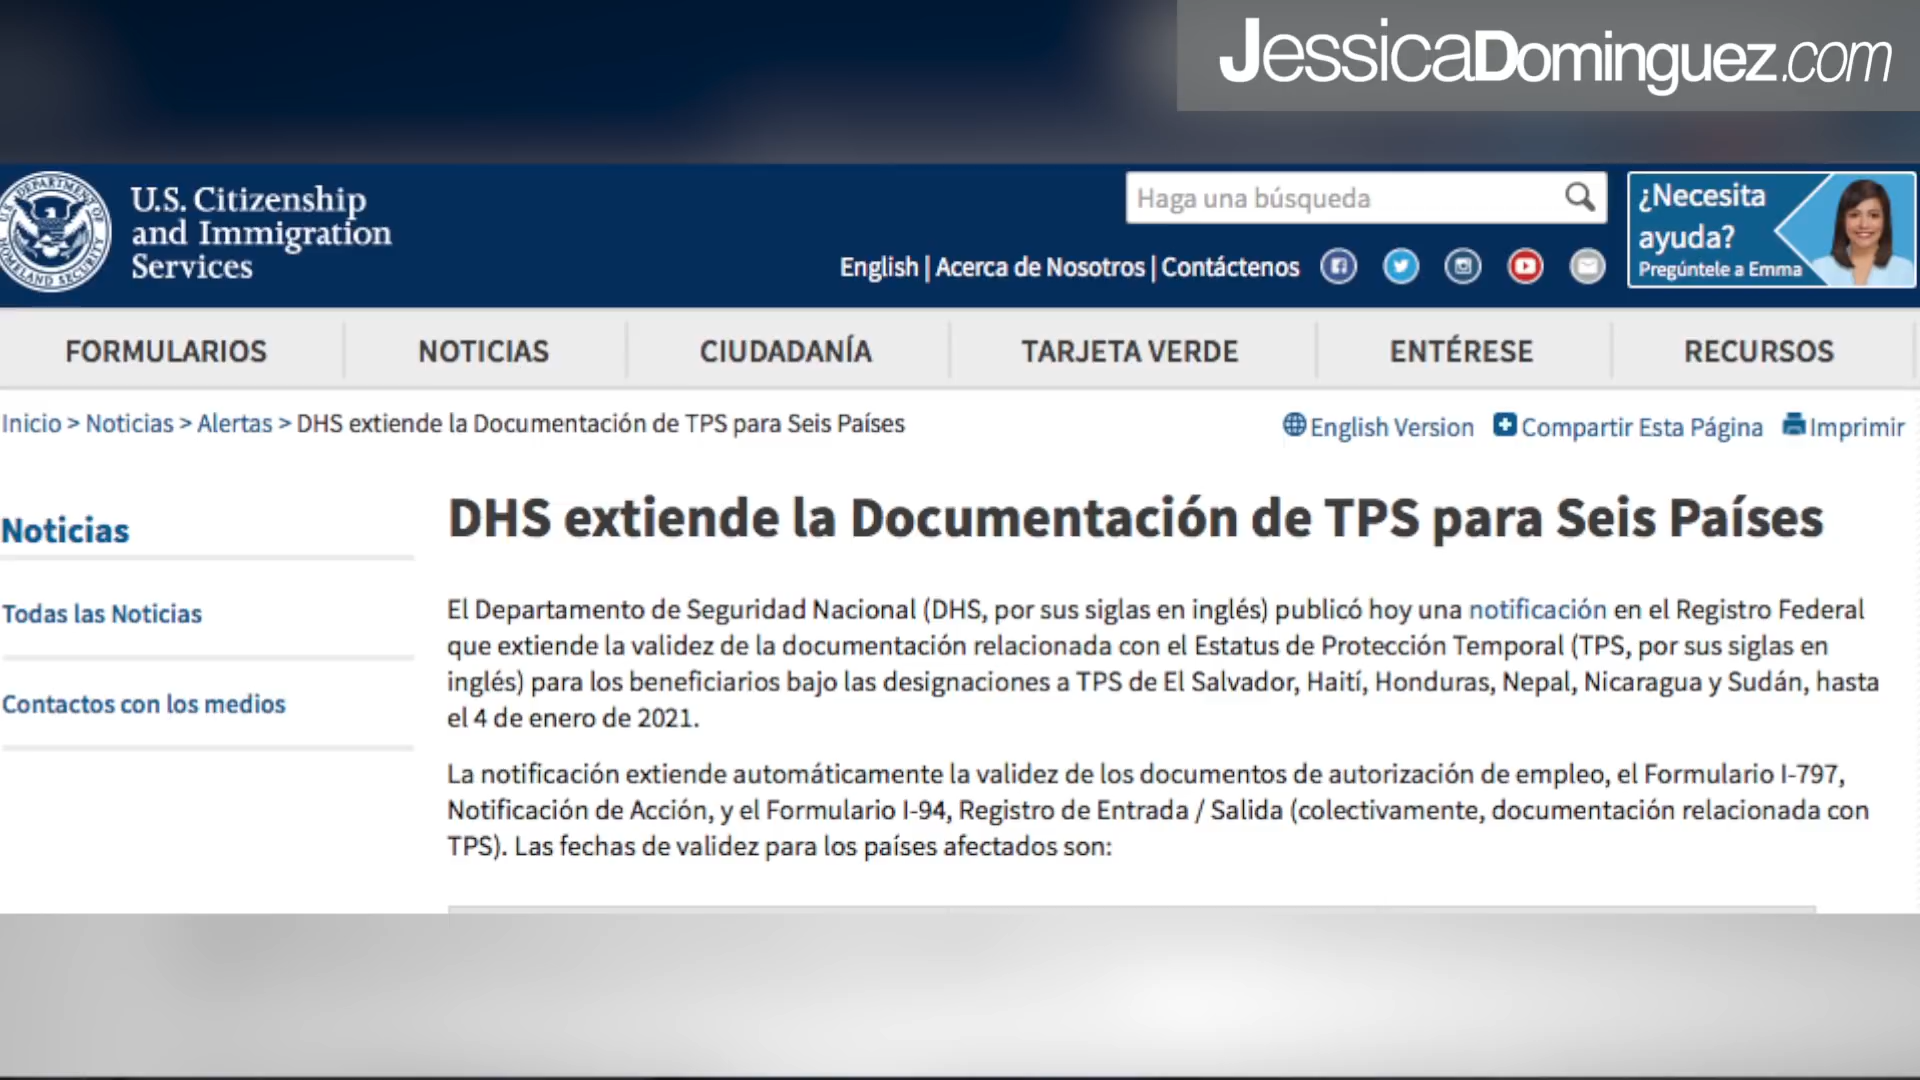 JessicaDominguez.com
U.S. Citizenship
and Immigration
Services
Haga una búsqueda
¿Necesita
ayuda?
Pregúntele a Emma
English | Acerca de Nosotros | Contáctenos
FORMULARIOS
NOTICIAS
CIUDADANÍA
TARJETA VERDE
ENTÉRESE
RECURSOS
Inicio > Noticias > Alertas > DHS extiende la Documentación de TPS para Seis Países
English Version
Compartir Esta Página
Imprimir
Noticias
Todas las Noticias
Contactos con los medios
DHS extiende la Documentación de TPS para Seis Países
El Departamento de Seguridad Nacional (DHS, por sus siglas en inglés) publicó hoy una notificación en el Registro Federal
que extiende la validez de la documentación relacionada con el Estatus de Protección Temporal (TPS, por sus siglas en
inglés) para los beneficiarios bajo las designaciones a TPS de El Salvador, Haití, Honduras, Nepal, Nicaragua y Sudán, hasta
el 4 de enero de 2021.
La notificación extiende automáticamente la validez de los documentos de autorización de empleo, el Formulario I-797,
Notificación de Acción, y el Formulario I-94, Registro de Entrada / Salida (colectivamente, documentación relacionada con
TPS). Las fechas de validez para los países afectados son: